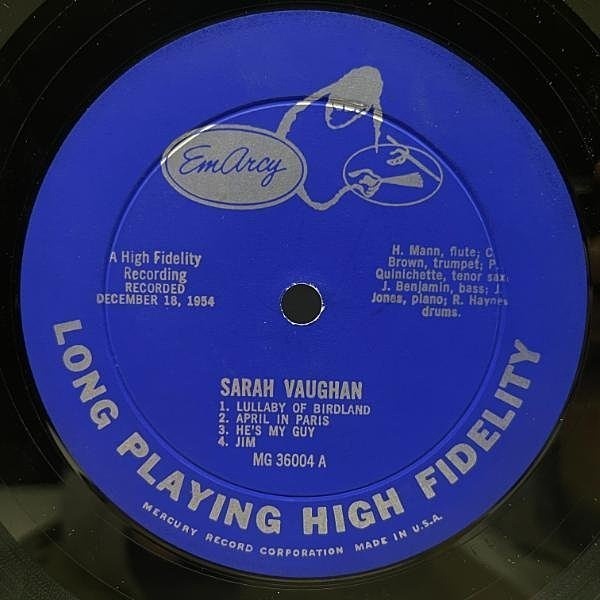 EmArcy
A High Fidelity
Recording
RECORDED
DECEMBER 18, 1954
H. Mann, flute; C.
Brown, trumpet; P.
Quinichette, tenor sax;
J. Benjamin, bass; J.
Jones, piano; R. Haynes
drums.
SARAH VAUGHAN
1. LULLABY OF BIRDLAND
2. APRIL IN PARIS
3. HE'S MY GUY
4. JIM
MG 36004 A
LONG PLAYING HIGH FIDELITY
MERCURY RECORD CORPORATION MADE IN U.S.A.